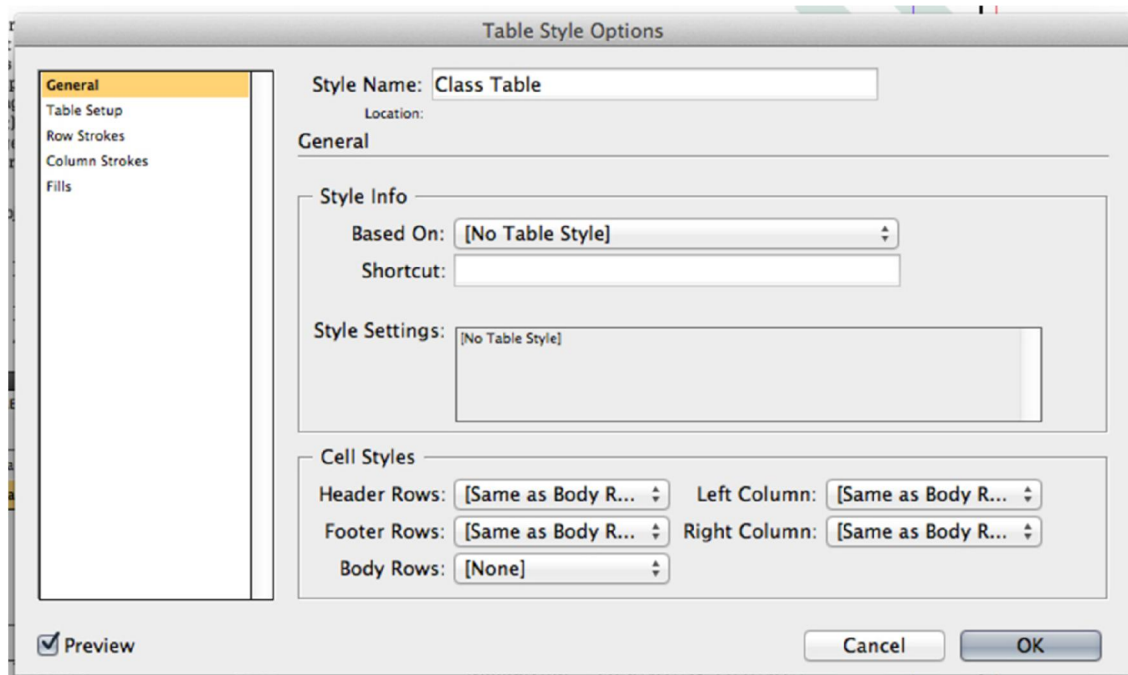 Table Style Options
General
Table Setup
Row Strokes
Column Strokes
Fills
Style Name: Class Table
Location:
General
Style Info
Based On: [No Table Style]
Shortcut:
Style Settings: [No Table Style]
Cell Styles
Header Rows: [Same as Body R... Left Column: [Same as Body R...
Footer Rows: [Same as Body R... Right Column: [Same as Body R...
Body Rows: [None]
Preview
Cancel OK